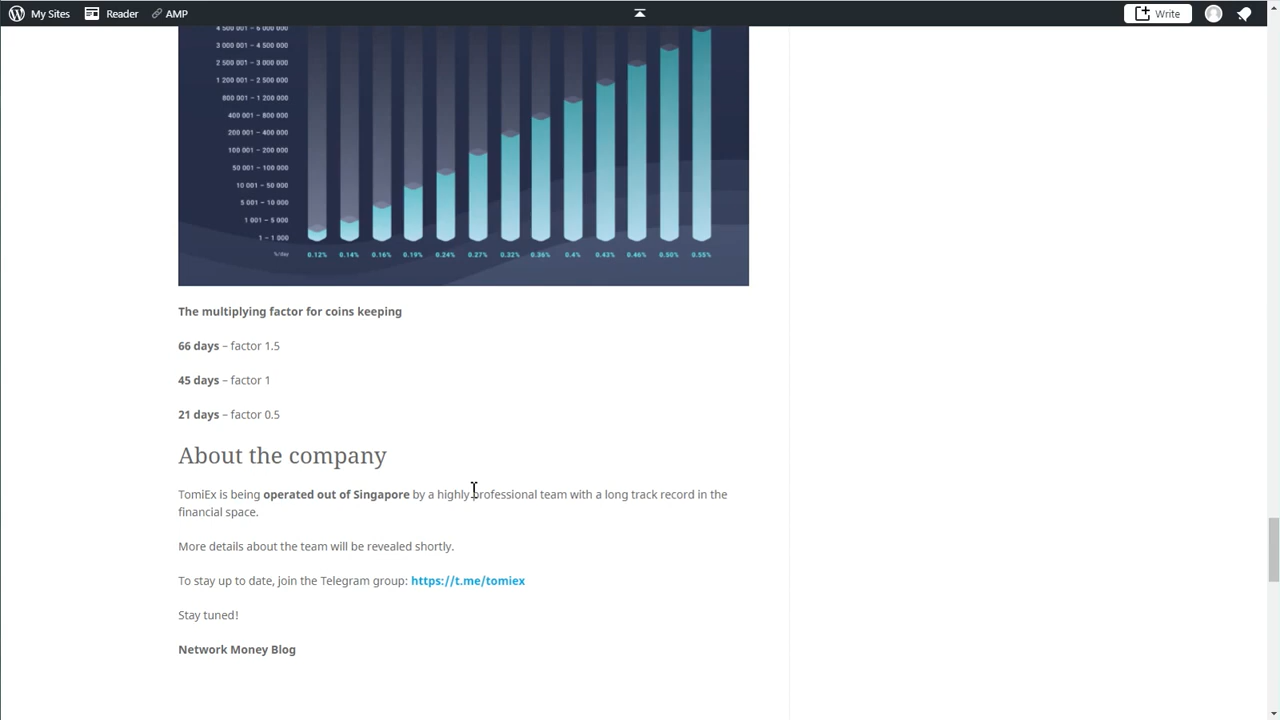 My Sites Reader AMP Write
4 500 001 – 6 000 000
3 000 001 – 4 500 000
2 500 001 – 3 000 000
1 200 001 – 2 500 000
800 001 – 1 200 000
400 001 – 800 000
200 001 – 400 000
100 001 – 200 000
50 001 – 100 000
10 001 – 50 000
5 001 – 10 000
1 001 – 5 000
1 – 1 000
%/day 0.12% 0.14% 0.16% 0.19% 0.24% 0.27% 0.32% 0.36% 0.4% 0.43% 0.46% 0.50% 0.55%
The multiplying factor for coins keeping
66 days – factor 1.5
45 days – factor 1
21 days – factor 0.5
About the company
TomiEx is being operated out of Singapore by a highly professional team with a long track record in the
financial space.
More details about the team will be revealed shortly.
To stay up to date, join the Telegram group: https://t.me/tomiex
Stay tuned!
Network Money Blog